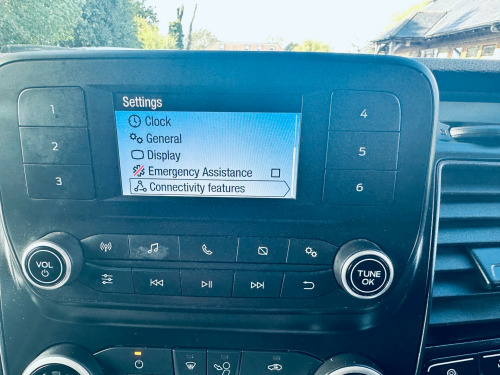 Settings
Clock
General
Display
Emergency Assistance
Connectivity features
1
2
3
4
5
6
VOL
TUNE
OK